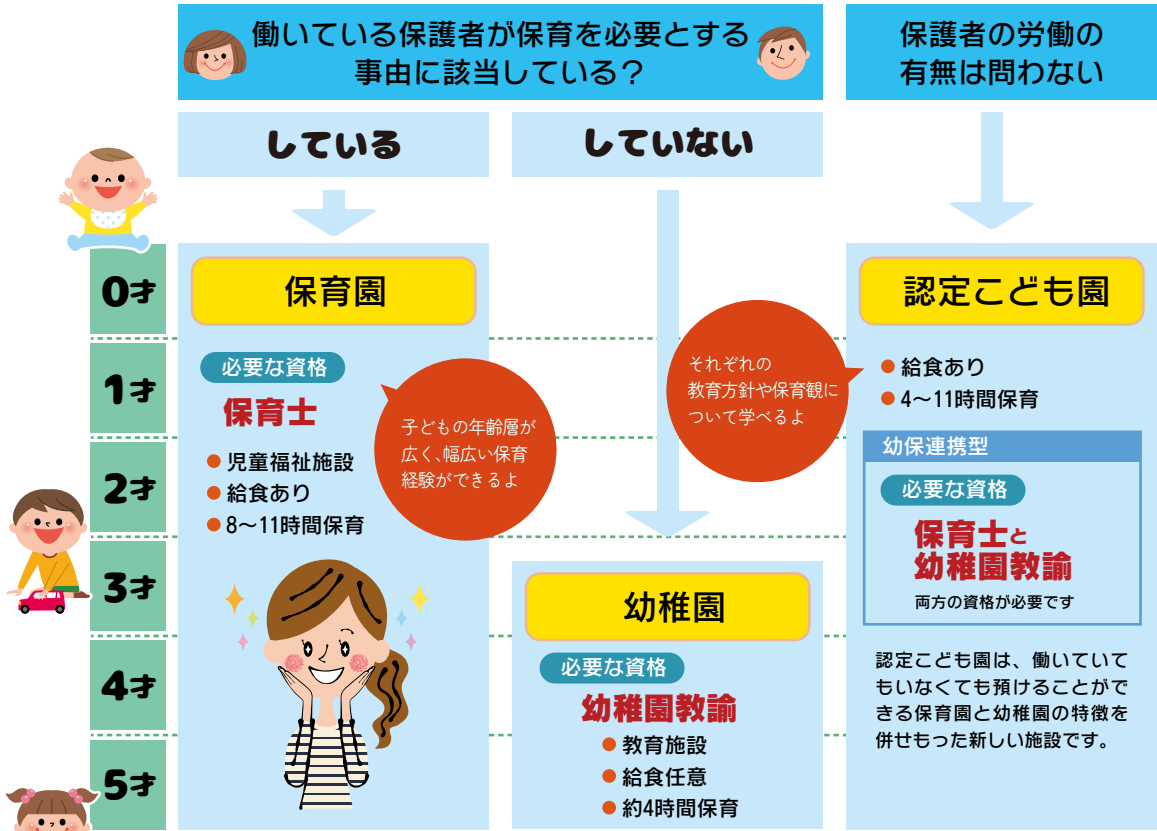 働いている保護者が保育を必要とする
事由に該当している？
保護者の労働の
有無は問わない
している
していない
0才
1才
2才
3才
4才
5才
保育園
必要な資格
保育士
児童福祉施設
給食あり
8〜11時間保育
子どもの年齢層が
広く、幅広い保育
経験ができるよ
幼稚園
必要な資格
幼稚園教諭
教育施設
給食任意
約4時間保育
それぞれの
教育方針や保育観に
ついて学べるよ
認定こども園
給食あり
4〜11時間保育
幼保連携型
必要な資格
保育士と
幼稚園教諭
両方の資格が必要です
認定こども園は、働いていて
もいなくても預けることがで
きる保育園と幼稚園の特徴を
併せもった新しい施設です。